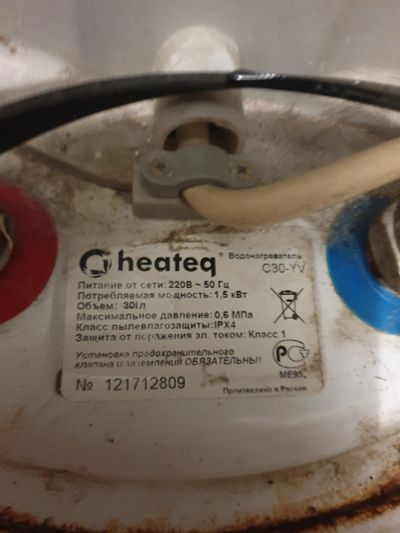 heateq
Водонагреватель
C30-YV
Питание от сети: 220В ~ 50 Гц
Потребляемая мощность: 1,5 кВт
Объем: 30л
Максимальное давление: 0,6 МПа
Класс пылевлагозащиты: IPX4
Защита от поражения эл. током: Класс 1
Установка предохранительного
клапана и заземления ОБЯЗАТЕЛЬНЫ!
№ 121712809
МЕ95
Произведено в России